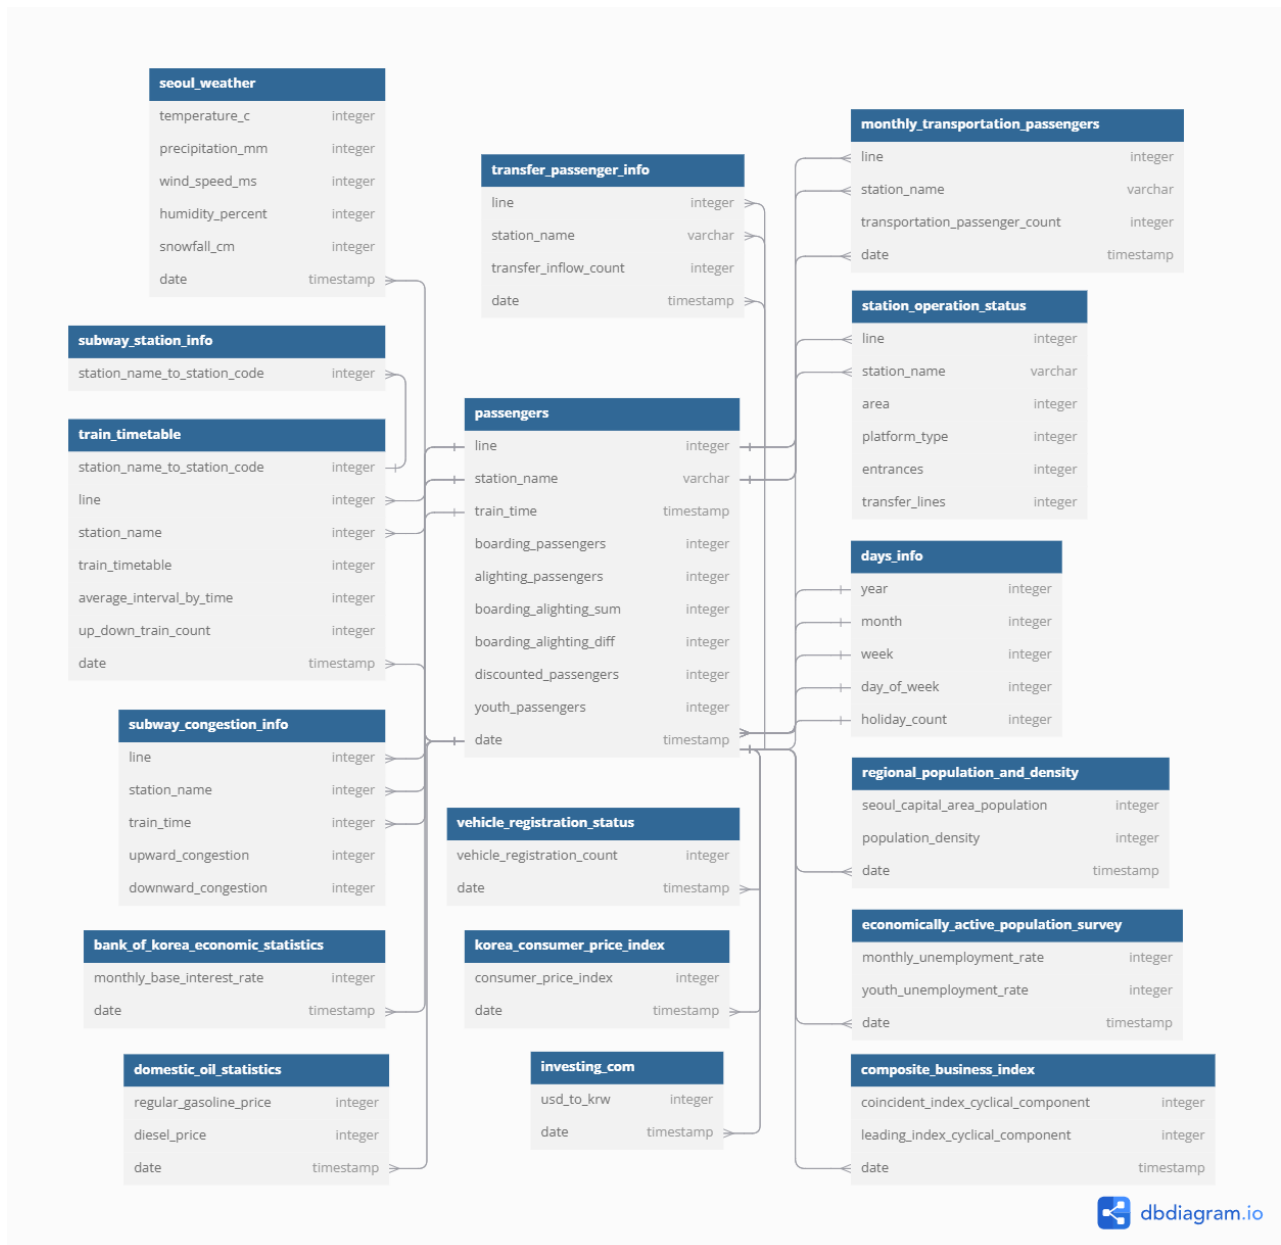 seoul_weather
temperature_c integer
precipitation_mm integer
wind_speed_ms integer
humidity_percent integer
snowfall_cm integer
date timestamp
subway_station_info
station_name_to_station_code integer
train_timetable
station_name_to_station_code integer
line integer
station_name integer
train_timetable integer
average_interval_by_time integer
up_down_train_count integer
date timestamp
subway_congestion_info
line integer
station_name integer
train_time integer
upward_congestion integer
downward_congestion integer
bank_of_korea_economic_statistics
monthly_base_interest_rate integer
date timestamp
domestic_oil_statistics
regular_gasoline_price integer
diesel_price integer
date timestamp
transfer_passenger_info
line integer
station_name varchar
transfer_inflow_count integer
date timestamp
passengers
line integer
station_name varchar
train_time timestamp
boarding_passengers integer
alighting_passengers integer
boarding_alighting_sum integer
boarding_alighting_diff integer
discounted_passengers integer
youth_passengers integer
date timestamp
vehicle_registration_status
vehicle_registration_count integer
date timestamp
korea_consumer_price_index
consumer_price_index integer
date timestamp
investing_com
usd_to_krw integer
date timestamp
monthly_transportation_passengers
line integer
station_name varchar
transportation_passenger_count integer
date timestamp
station_operation_status
line integer
station_name varchar
area integer
platform_type integer
entrances integer
transfer_lines integer
days_info
year integer
month integer
week integer
day_of_week integer
holiday_count integer
regional_population_and_density
seoul_capital_area_population integer
population_density integer
date timestamp
economically_active_population_survey
monthly_unemployment_rate integer
youth_unemployment_rate integer
date timestamp
composite_business_index
coincident_index_cyclical_component integer
leading_index_cyclical_component integer
date timestamp
dbdiagram.io